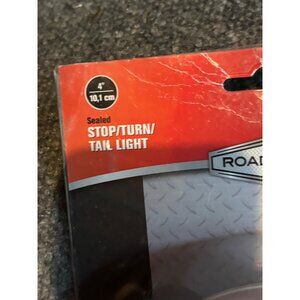 4"
10,1 cm
Sealed
STOP/TURN/
TAIL LIGHT
ROAD